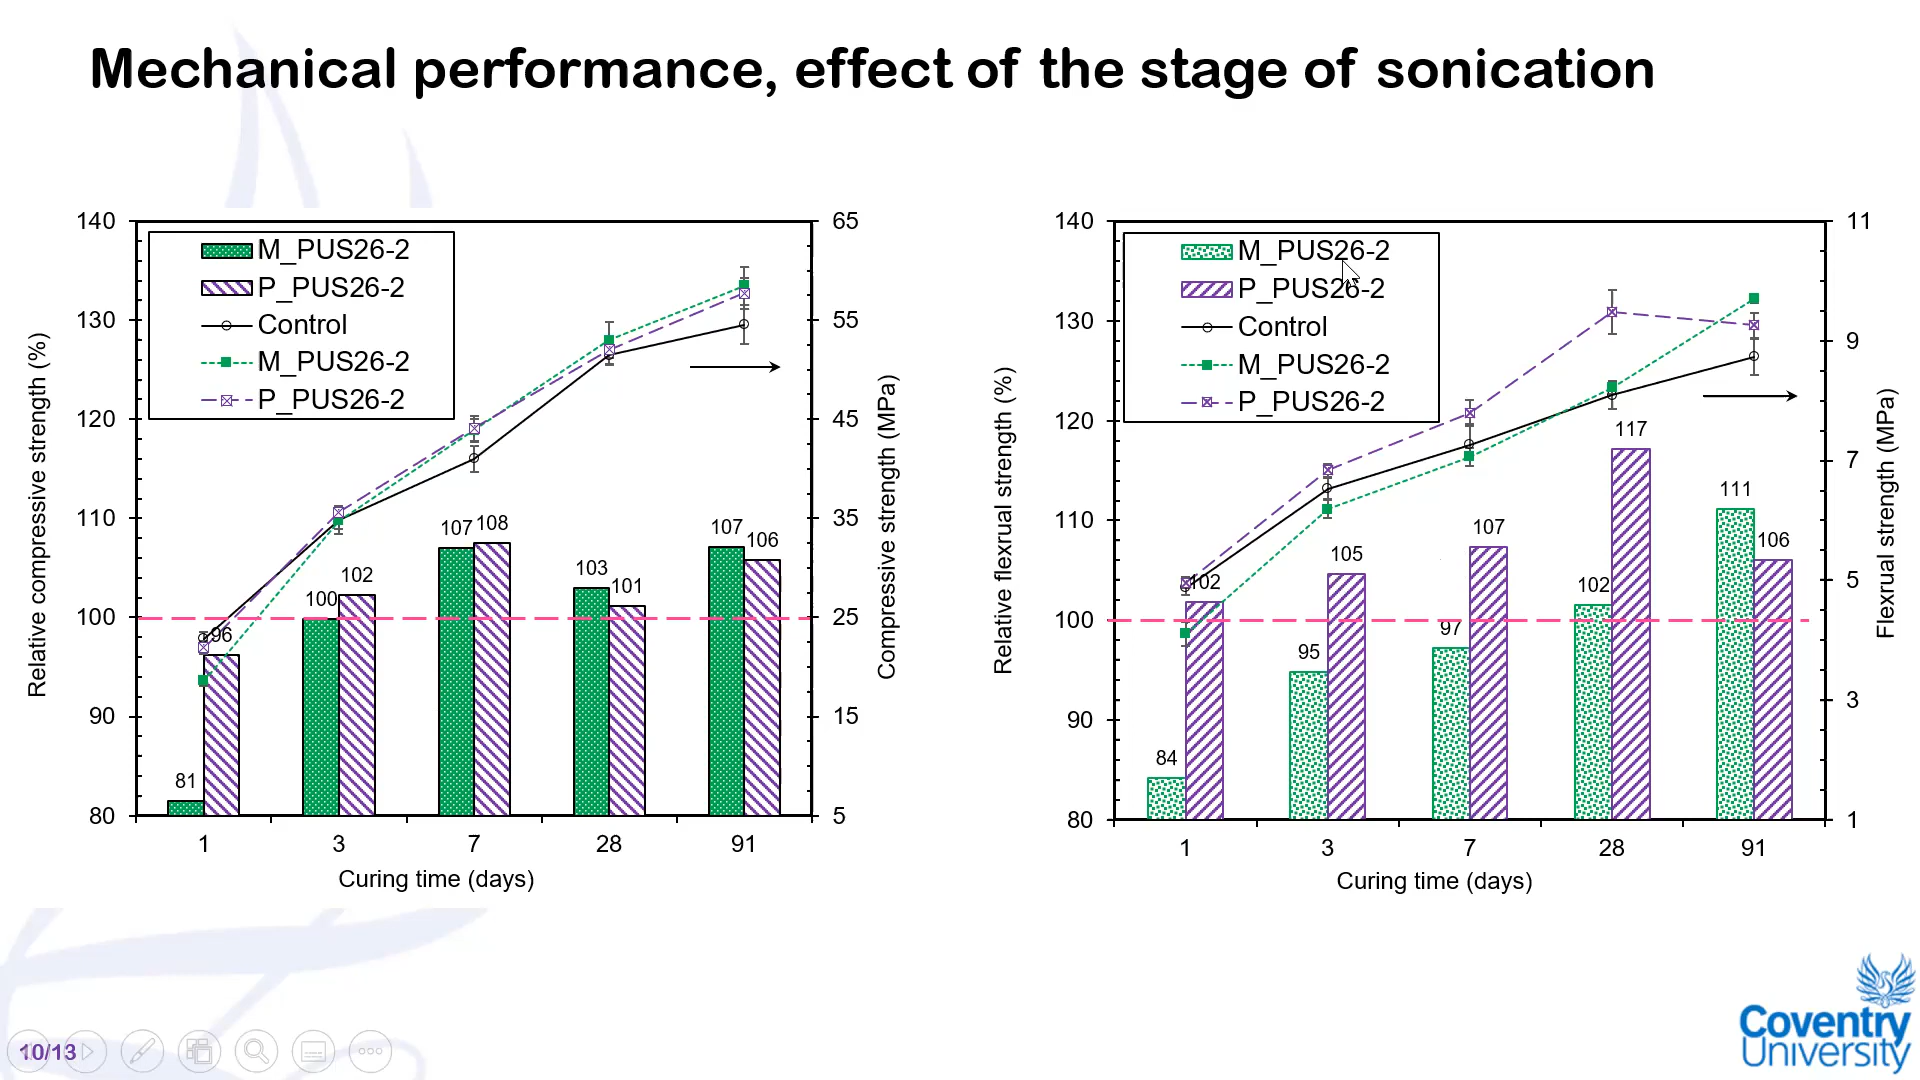 Mechanical performance, effect of the stage of sonication
140
130
120
110
100
90
80
Relative compressive strength (%)
M_PUS26-2
P_PUS26-2
Control
M_PUS26-2
P_PUS26-2
81
96
100
102
107
108
103
101
107
106
65
55
45
35
25
15
5
Compressive strength (MPa)
1 3 7 28 91
Curing time (days)
140
130
120
110
100
90
80
Relative flexrual strength (%)
M_PUS26-2
P_PUS26-2
Control
M_PUS26-2
P_PUS26-2
84
102
95
105
97
107
102
117
111
106
11
9
7
5
3
1
Flexrual strength (MPa)
1 3 7 28 91
Curing time (days)
10/13
Coventry
University